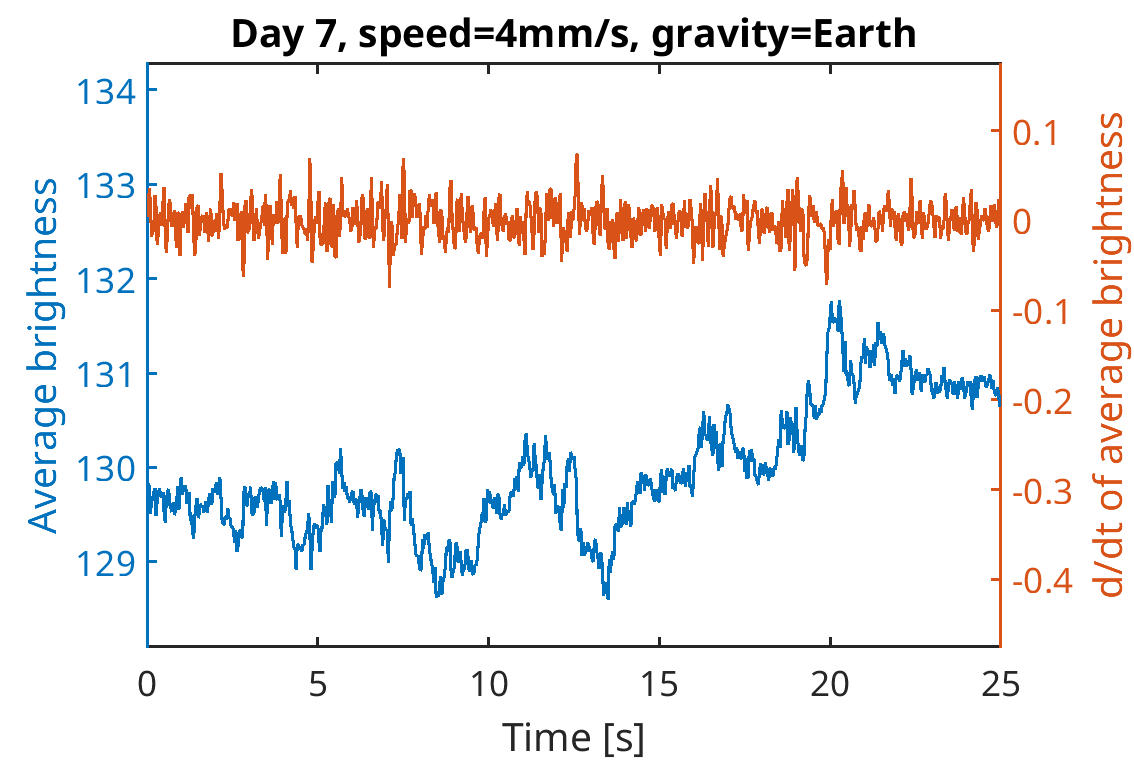 Day 7, speed=4mm/s, gravity=Earth
Average brightness
134
133
132
131
130
129
0.1
0
-0.1
-0.2
-0.3
-0.4
d/dt of average brightness
0 5 10 15 20 25
Time [s]